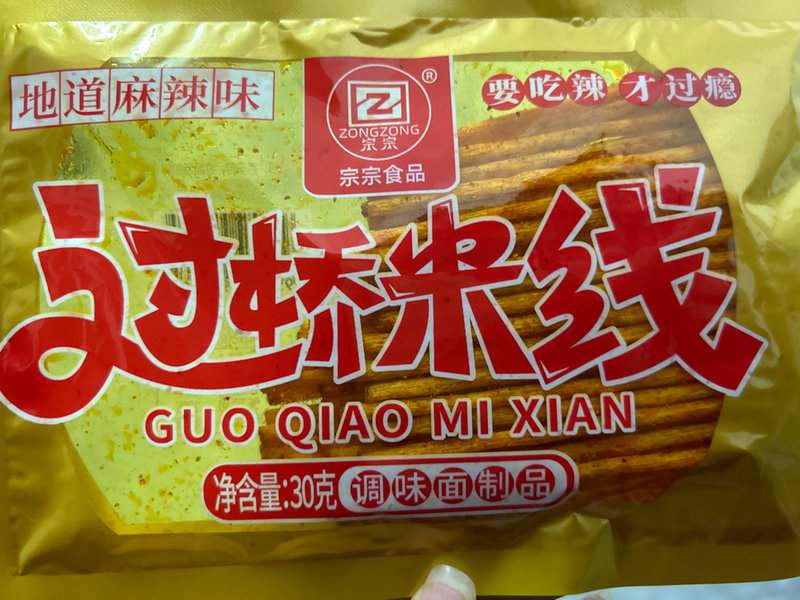 地道麻辣味
®
ZONGZONG
宗宗
宗宗食品
要吃辣 才过瘾
过桥米线
GUO QIAO MI XIAN
净含量:30克 调味面制品